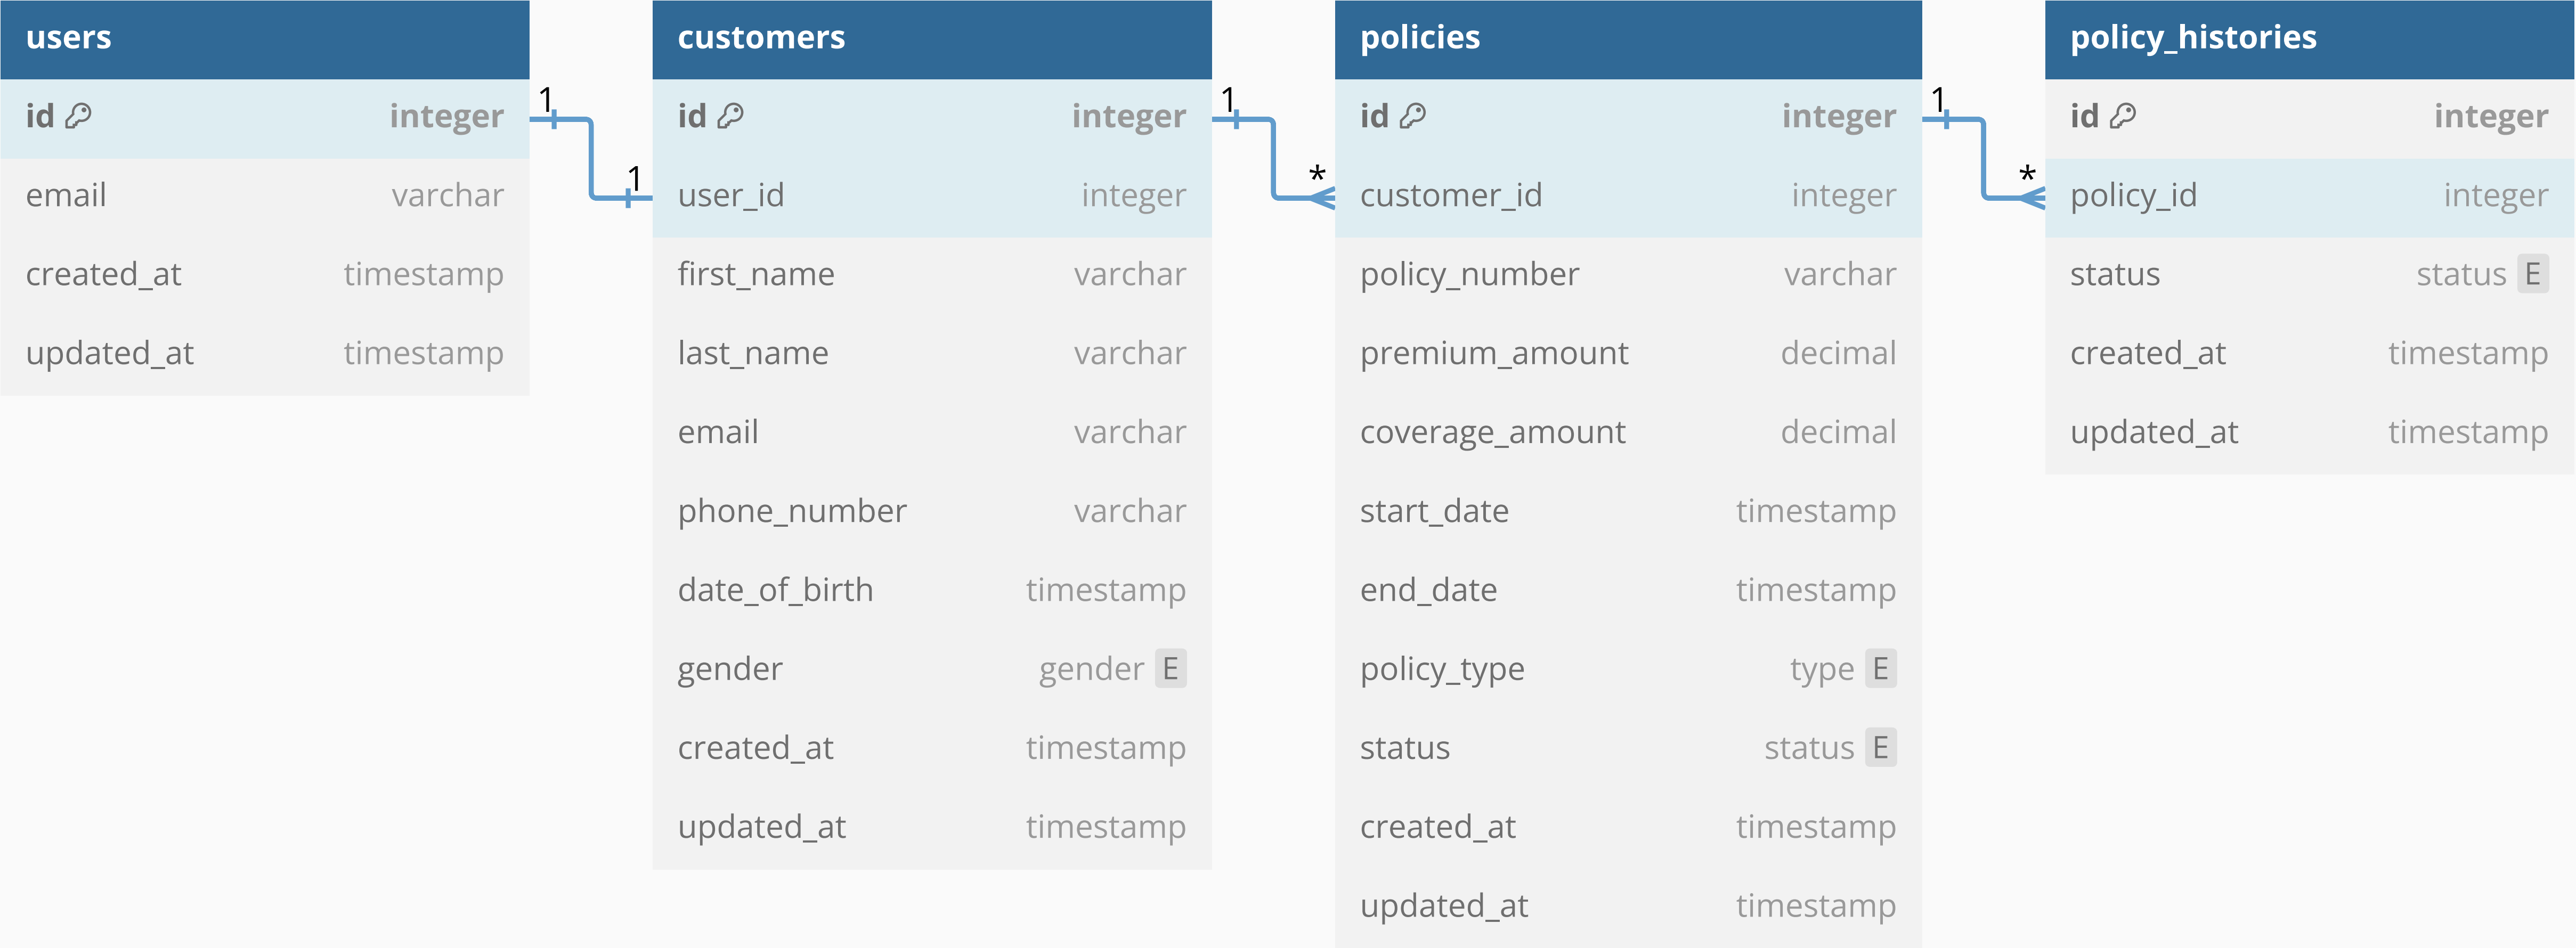 users
id integer
email varchar
created_at timestamp
updated_at timestamp
1
1
customers
id integer
user_id integer
first_name varchar
last_name varchar
email varchar
phone_number varchar
date_of_birth timestamp
gender gender E
created_at timestamp
updated_at timestamp
1
*
policies
id integer
customer_id integer
policy_number varchar
premium_amount decimal
coverage_amount decimal
start_date timestamp
end_date timestamp
policy_type type E
status status E
created_at timestamp
updated_at timestamp
1
*
policy_histories
id integer
policy_id integer
status status E
created_at timestamp
updated_at timestamp